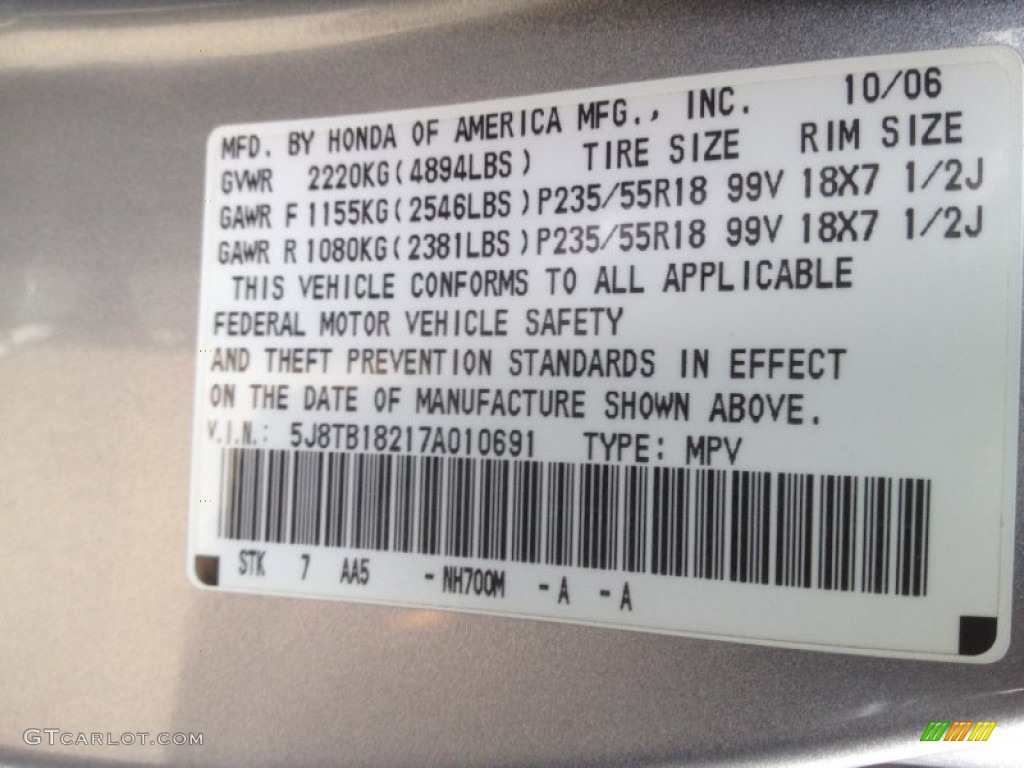 MFD. BY HONDA OF AMERICA MFG., INC. 10/06
GVWR 2220KG(4894LBS) TIRE SIZE RIM SIZE
GAWR F 1155KG(2546LBS)P235/55R18 99V 18X7 1/2J
GAWR R 1080KG(2381LBS)P235/55R18 99V 18X7 1/2J
THIS VEHICLE CONFORMS TO ALL APPLICABLE
FEDERAL MOTOR VEHICLE SAFETY
AND THEFT PREVENTION STANDARDS IN EFFECT
ON THE DATE OF MANUFACTURE SHOWN ABOVE.
V.I.N.: 5J8TB18217A010691 TYPE: MPV
STK 7 AA5 -NH700M -A -A
GTCARLOT.COM